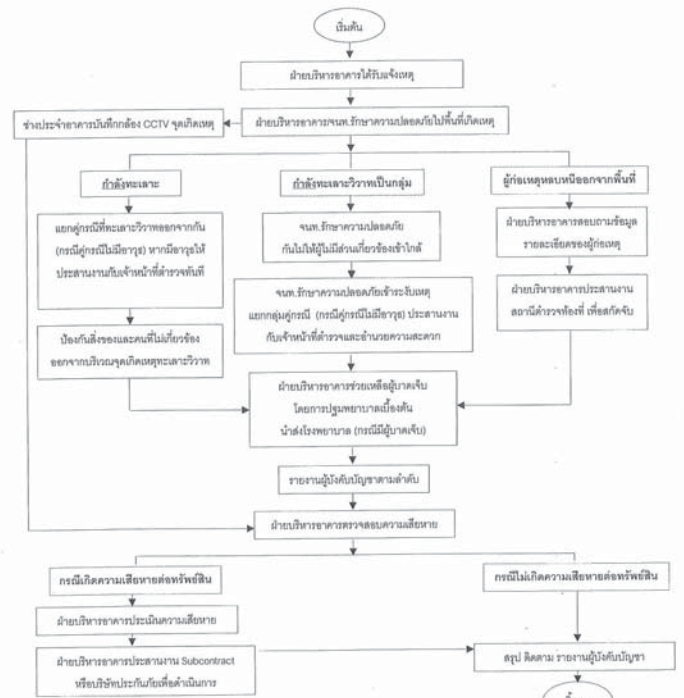 เริ่มต้น
ฝ่ายบริหารอาคารได้รับแจ้งเหตุ
ช่างประจำอาคารบันทึกกล้อง CCTV จุดเกิดเหตุ
ฝ่ายบริหารอาคาร/จนท.รักษาความปลอดภัยไปพื้นที่เกิดเหตุ
กำลังทะเลาะ
กำลังทะเลาะวิวาทเป็นกลุ่ม
ผู้ก่อเหตุหลบหนีออกจากพื้นที่
แยกคู่กรณีที่ทะเลาะวิวาทออกจากกัน
(กรณีคู่กรณีไม่มีอาวุธ) หากมีอาวุธให้
ประสานงานกับเจ้าหน้าที่ตำรวจทันที
จนท.รักษาความปลอดภัย
กันไม่ให้ผู้ไม่มีส่วนเกี่ยวข้องเข้าใกล้
ฝ่ายบริหารอาคารสอบถามข้อมูล
รายละเอียดของผู้ก่อเหตุ
จนท.รักษาความปลอดภัยเข้าระงับเหตุ
แยกกลุ่มคู่กรณี (กรณีคู่กรณีไม่มีอาวุธ) ประสานงาน
กับเจ้าหน้าที่ตำรวจและอำนวยความสะดวก
ฝ่ายบริหารอาคารประสานงาน
สถานีตำรวจท้องที่ เพื่อสกัดจับ
ป้องกันสิ่งของและคนที่ไม่เกี่ยวข้อง
ออกจากบริเวณจุดเกิดเหตุทะเลาะวิวาท
ฝ่ายบริหารอาคารช่วยเหลือผู้บาดเจ็บ
โดยการปฐมพยาบาลเบื้องต้น
นำส่งโรงพยาบาล (กรณีมีผู้บาดเจ็บ)
รายงานผู้บังคับบัญชาตามลำดับ
ฝ่ายบริหารอาคารตรวจสอบความเสียหาย
กรณีเกิดความเสียหายต่อทรัพย์สิน
กรณีไม่เกิดความเสียหายต่อทรัพย์สิน
ฝ่ายบริหารอาคารประเมินความเสียหาย
ฝ่ายบริหารอาคารประสานงาน Subcontract
หรือบริษัทประกันภัยเพื่อดำเนินการ
สรุป ติดตาม รายงานผู้บังคับบัญชา